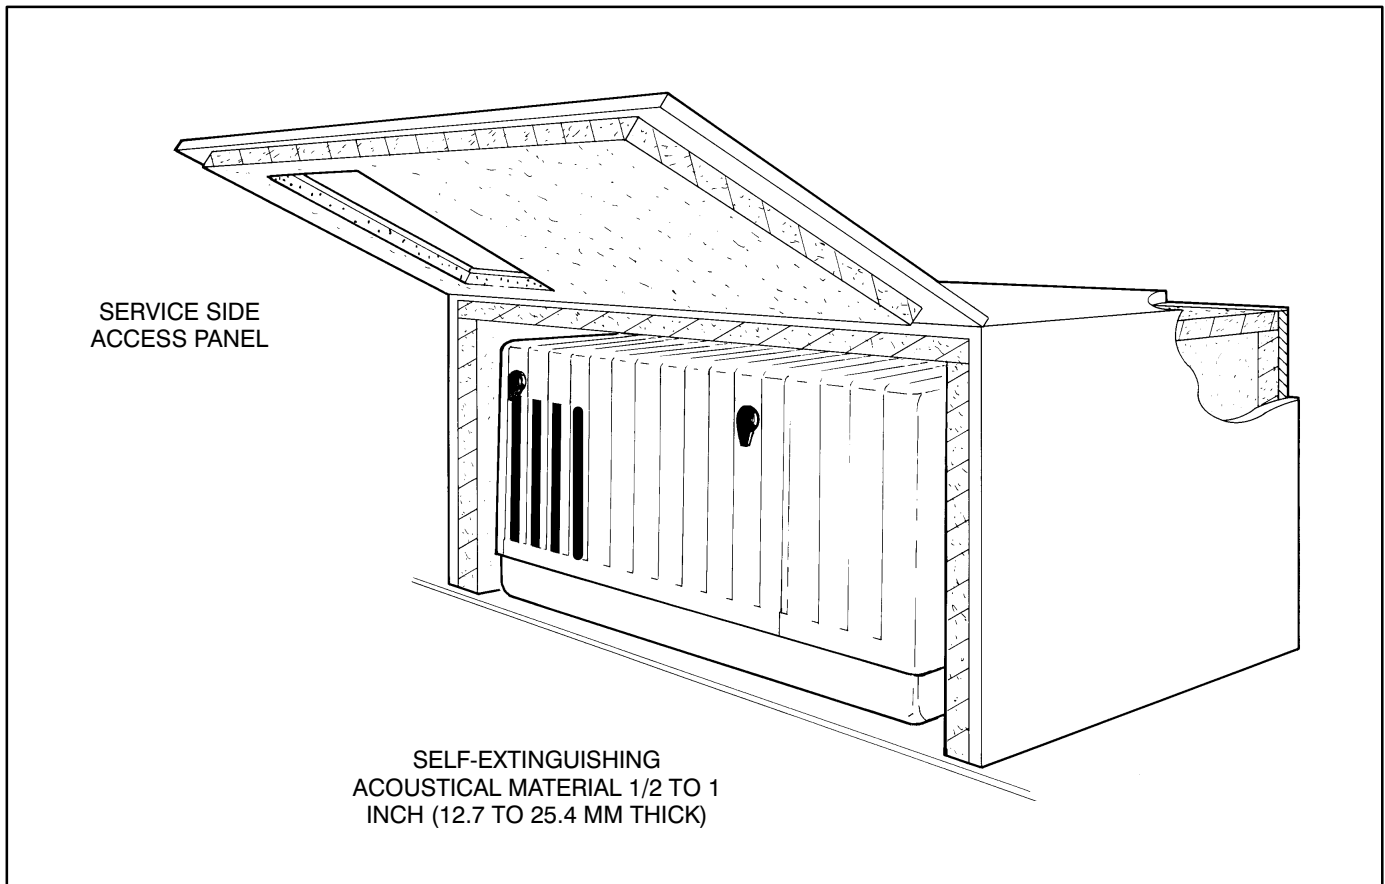 SERVICE SIDE
ACCESS PANEL
SELF-EXTINGUISHING
ACOUSTICAL MATERIAL 1/2 TO 1
INCH (12.7 TO 25.4 MM THICK)